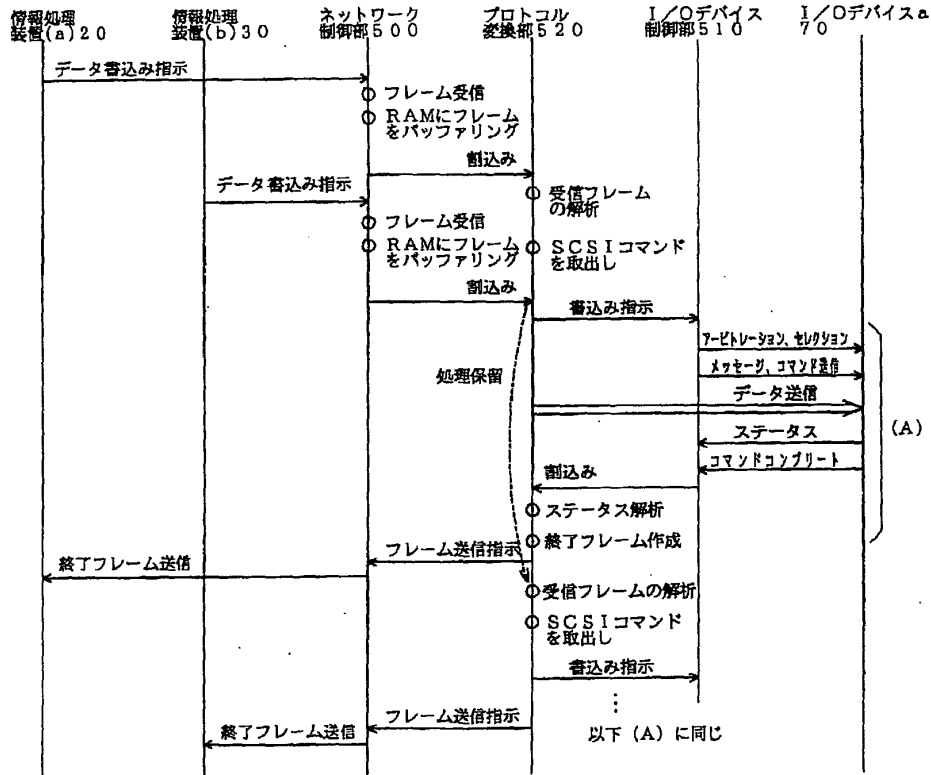 情報処理
装置(a)20
情報処理
装置(b)30
ネットワーク
制御部500
プロトコル
変換部520
I/Oデバイス
制御部510
I/Oデバイスa
70
データ書込み指示
フレーム受信
RAMにフレーム
をバッファリング
割込み
データ書込み指示
受信フレーム
の解析
フレーム受信
RAMにフレーム
をバッファリング
SCSIコマンド
を取出し
割込み
書込み指示
アービトレーション、セレクション
メッセージ、コマンド送信
処理保留
データ送信
(A)
ステータス
コマンドコンプリート
割込み
ステータス解析
終了フレーム作成
フレーム送信指示
終了フレーム送信
受信フレームの解析
SCSIコマンド
を取出し
書込み指示
⋮
フレーム送信指示
以下(A)に同じ
終了フレーム送信